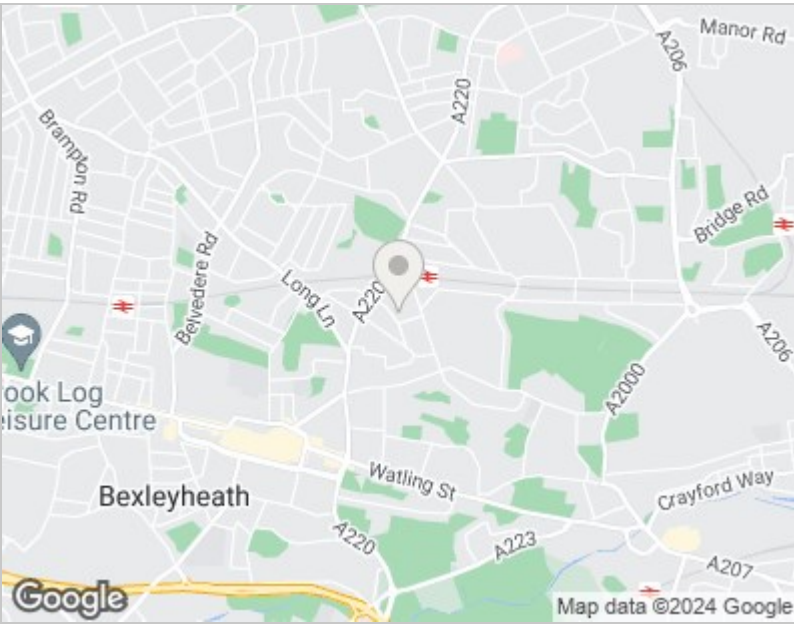 Manor Rd
A206
A220
Brampton Rd
Bridge Rd
Belvedere Rd
Long Ln
A220
A206
A2000
ook Log
eisure Centre
Watling St
Crayford Way
Bexleyheath
A220
A223
A207
Google
Map data ©2024 Google